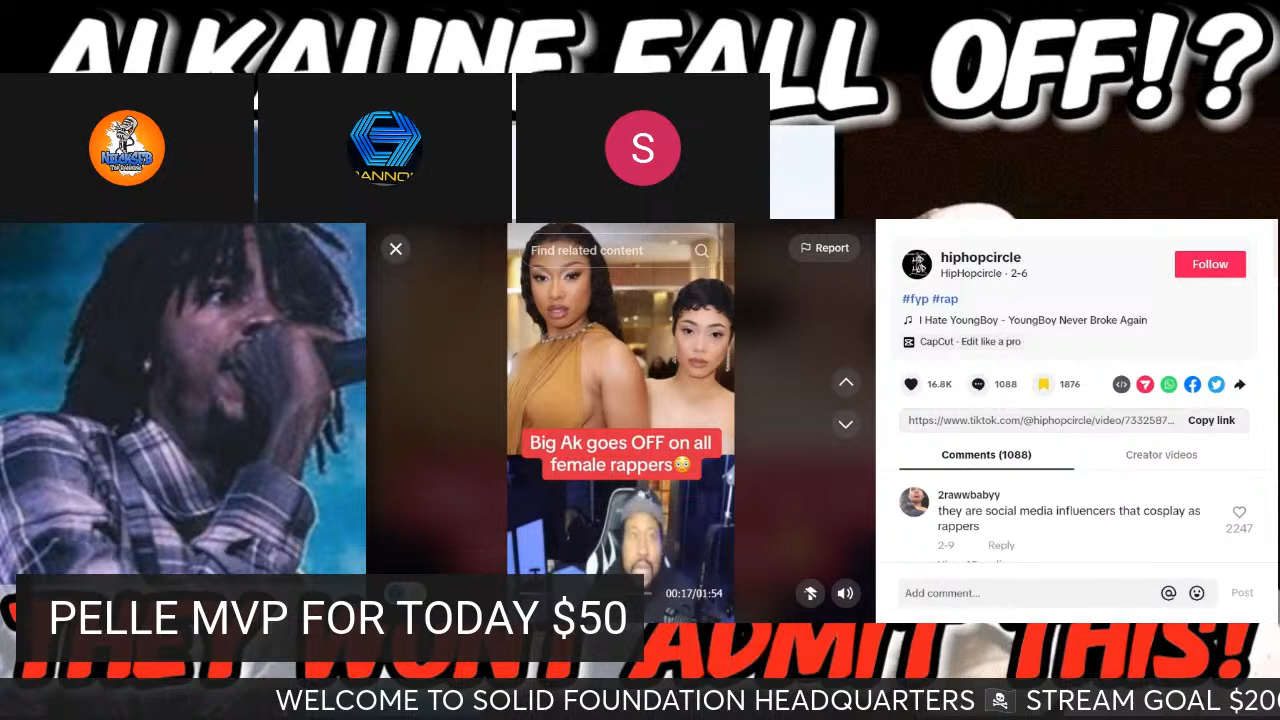 ALKALINE FALL OFF!?
S
Find related content
Report
hiphopcircle
HipHopcircle · 2-6
Follow
#fyp #rap
I Hate YoungBoy - YoungBoy Never Broke Again
CapCut · Edit like a pro
16.8K
1088
1876
https://www.tiktok.com/@hiphopcircle/video/7332587...
Copy link
Comments (1088)
Creator videos
Big Ak goes OFF on all
female rappers😳
2rawwbabyy
they are social media influencers that cosplay as
rappers
2247
2-9
Reply
00:17/01:54
Add comment...
Post
PELLE MVP FOR TODAY $50
THEY WONT ADMIT THIS!
WELCOME TO SOLID FOUNDATION HEADQUARTERS ☠ STREAM GOAL $20